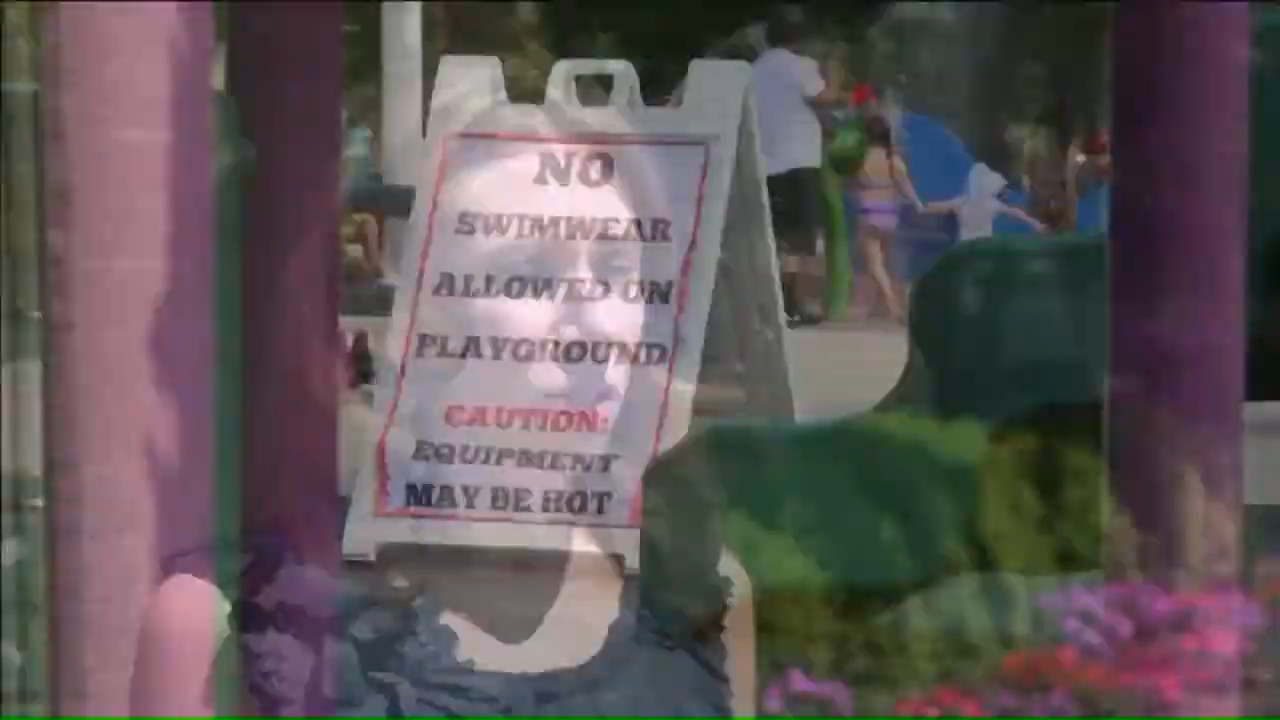 NO
SWIMWEAR
ALLOWED ON
PLAYGROUND
CAUTION:
EQUIPMENT
MAY BE HOT